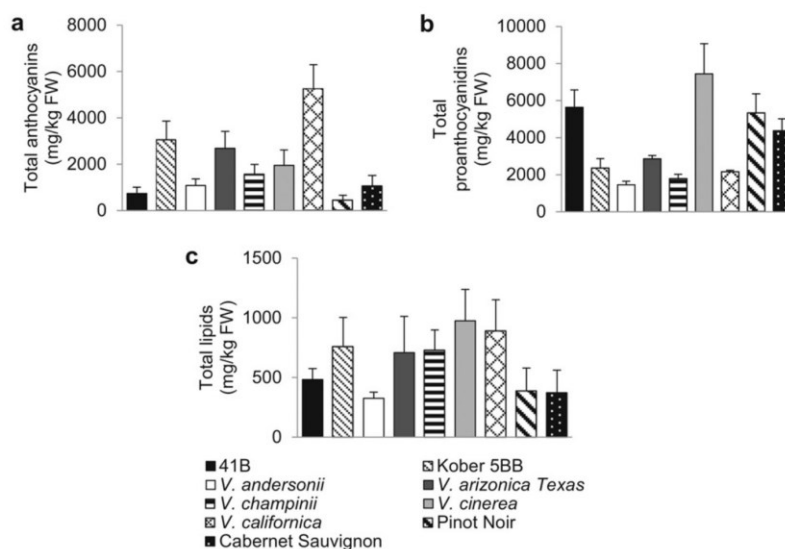 a
Total anthocyanins
(mg/kg FW)
8000
6000
4000
2000
0
b
Total
proanthocyanidins
(mg/kg FW)
10000
8000
6000
4000
2000
0
c
Total lipids
(mg/kg FW)
1500
1000
500
0
41B
Kober 5BB
V. andersonii
V. arizonica Texas
V. champinii
V. cinerea
V. californica
Pinot Noir
Cabernet Sauvignon